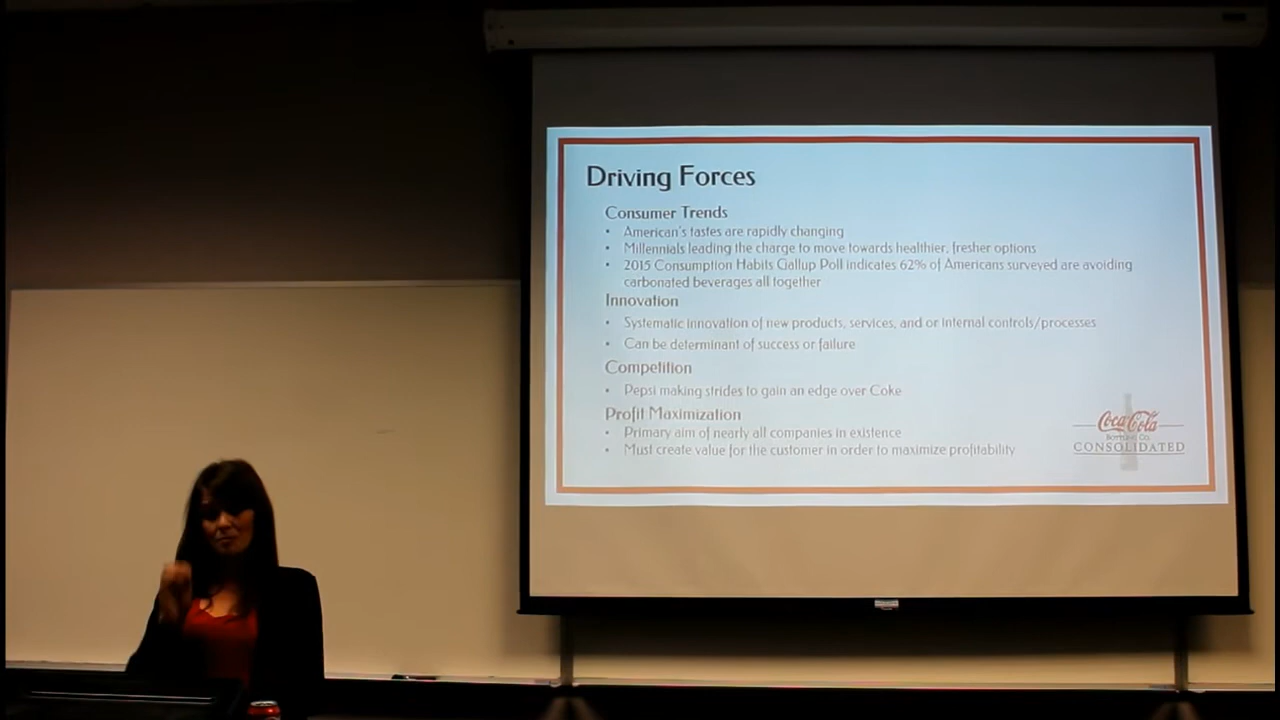 Driving Forces
Consumer Trends
• American's tastes are rapidly changing
• Millennials leading the charge to move towards healthier, fresher options
• 2015 Consumption Habits Gallup Poll indicates 62% of Americans surveyed are avoiding
carbonated beverages all together
Innovation
• Systematic innovation of new products, services, and or internal controls/processes
• Can be determinant of success or failure
Competition
• Pepsi making strides to gain an edge over Coke
Profit Maximization
• Primary aim of nearly all companies in existence
• Must create value for the customer in order to maximize profitability
Coca-Cola
BOTTLING CO.
CONSOLIDATED